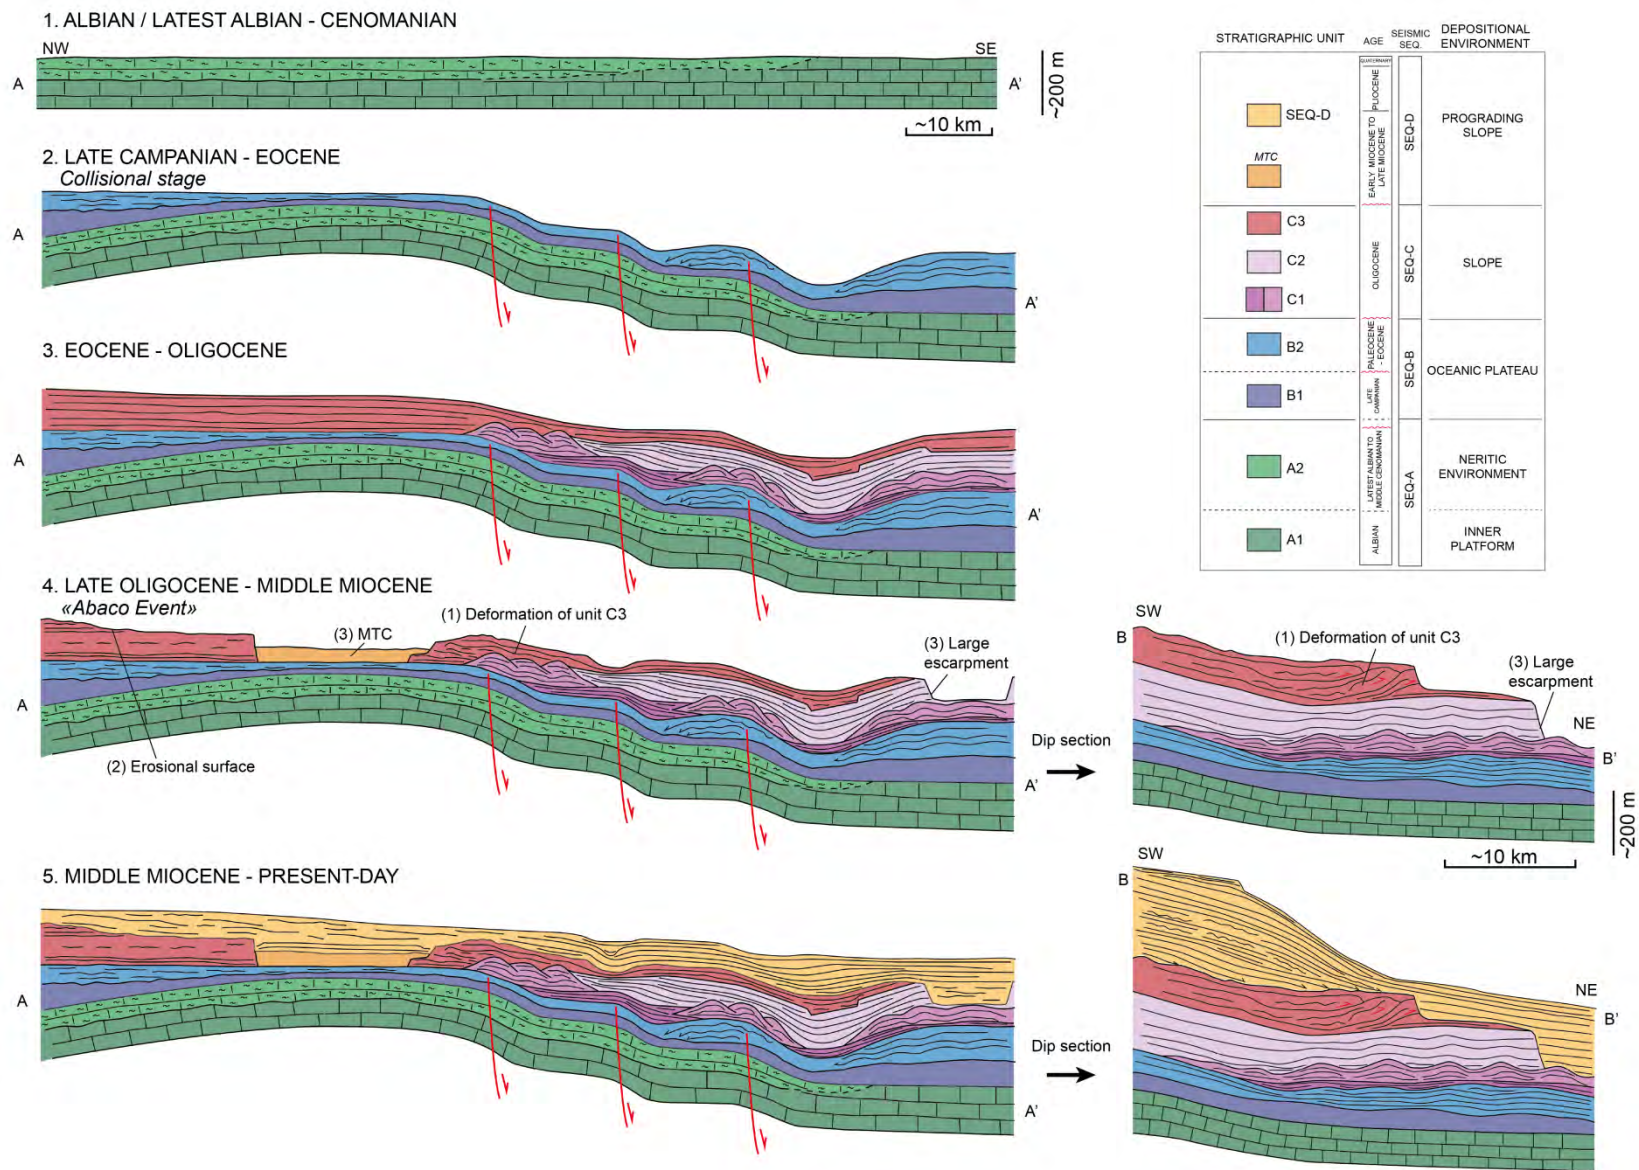 1. ALBIAN / LATEST ALBIAN - CENOMANIAN
NW
SE
A
A'
~200 m
~10 km
2. LATE CAMPANIAN - EOCENE
Collisional stage
A
A'
3. EOCENE - OLIGOCENE
A
A'
4. LATE OLIGOCENE - MIDDLE MIOCENE
«Abaco Event»
(1) Deformation of unit C3
(3) MTC
(3) Large
escarpment
A
(2) Erosional surface
A'
Dip section
SW
B
(1) Deformation of unit C3
(3) Large
escarpment
NE
B'
~200 m
~10 km
5. MIDDLE MIOCENE - PRESENT-DAY
A
A'
Dip section
SW
B
NE
B'
STRATIGRAPHIC UNIT
AGE
SEISMIC
SEQ.
DEPOSITIONAL
ENVIRONMENT
QUATERNARY
PLIOCENE
SEQ-D
MTC
EARLY MIOCENE TO
LATE MIOCENE
SEQ-D
PROGRADING
SLOPE
C3
C2
C1
OLIGOCENE
SEQ-C
SLOPE
B2
B1
PALEOCENE
- EOCENE
LATE
CAMPANIAN
SEQ-B
OCEANIC PLATEAU
A2
LATEST ALBIAN TO
MIDDLE CENOMANIAN
SEQ-A
NERITIC
ENVIRONMENT
A1
ALBIAN
INNER
PLATFORM